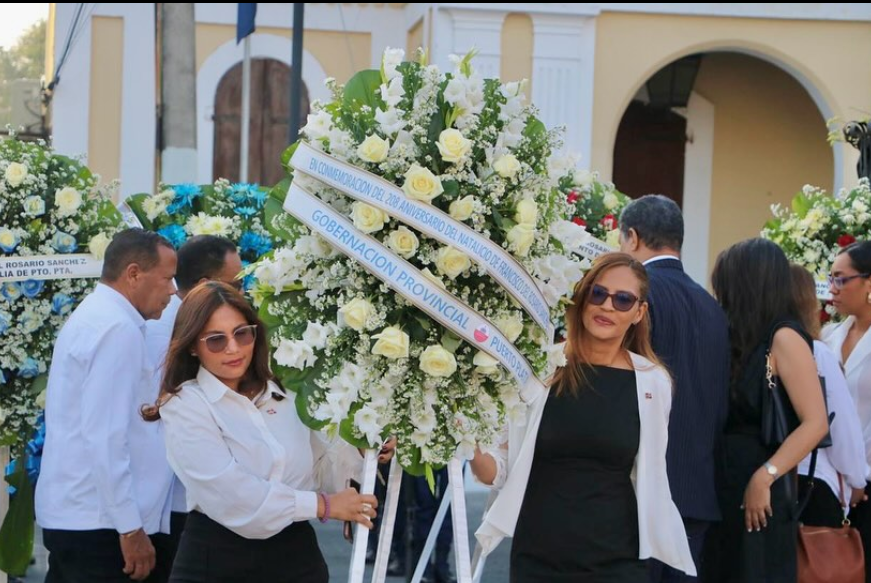 EN CONMEMORACIÓN DEL 208 ANIVERSARIO DEL NATALICIO DE FRANCISCO DEL ROSARIO
GOBERNACIÓN PROVINCIAL PUERTO PLATA
ROSARIO SANCHEZ
LIA DE PTO. PTA.